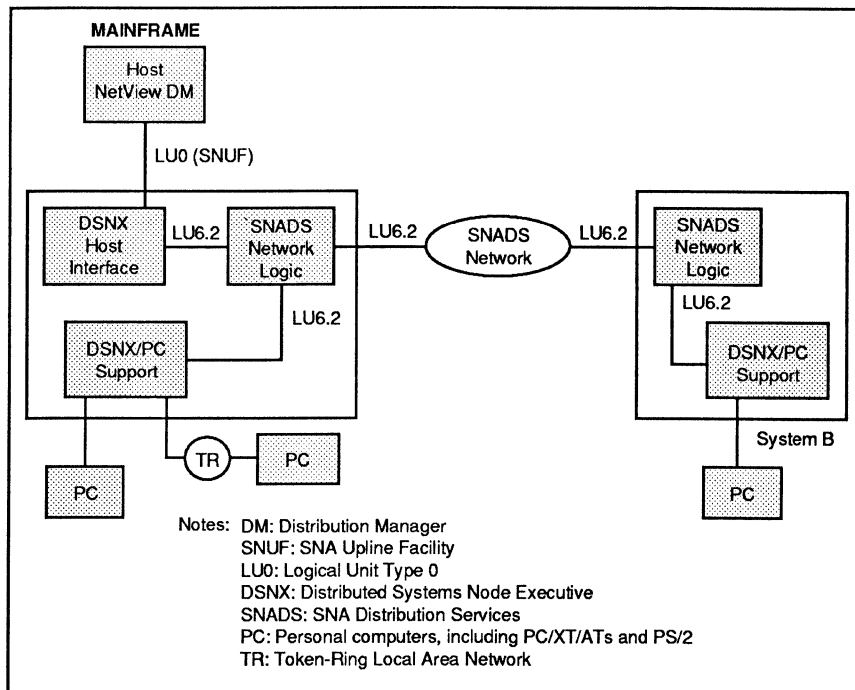 MAINFRAME
Host
NetView DM
LU0 (SNUF)
DSNX
Host
Interface
LU6.2
`SNADS
Network
Logic
LU6.2
SNADS
Network
LU6.2
SNADS
Network
Logic
LU6.2
LU6.2
DSNX/PC
Support
DSNX/PC
Support
System B
PC
TR
PC
PC
Notes: DM: Distribution Manager
SNUF: SNA Upline Facility
LU0: Logical Unit Type 0
DSNX: Distributed Systems Node Executive
SNADS: SNA Distribution Services
PC: Personal computers, including PC/XT/ATs and PS/2
TR: Token-Ring Local Area Network